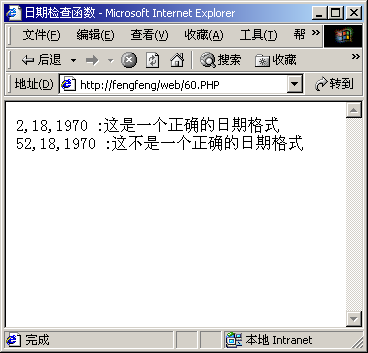 日期检查函数 - Microsoft Internet Explorer
文件(F) 编辑(E) 查看(V) 收藏(A) 工具(T) 帮 »
后退 » 搜索 收藏 »
地址(D) http://fengfeng/web/60.PHP 转到
2,18,1970 :这是一个正确的日期格式
52,18,1970 :这不是一个正确的日期格式
完成 本地 Intranet